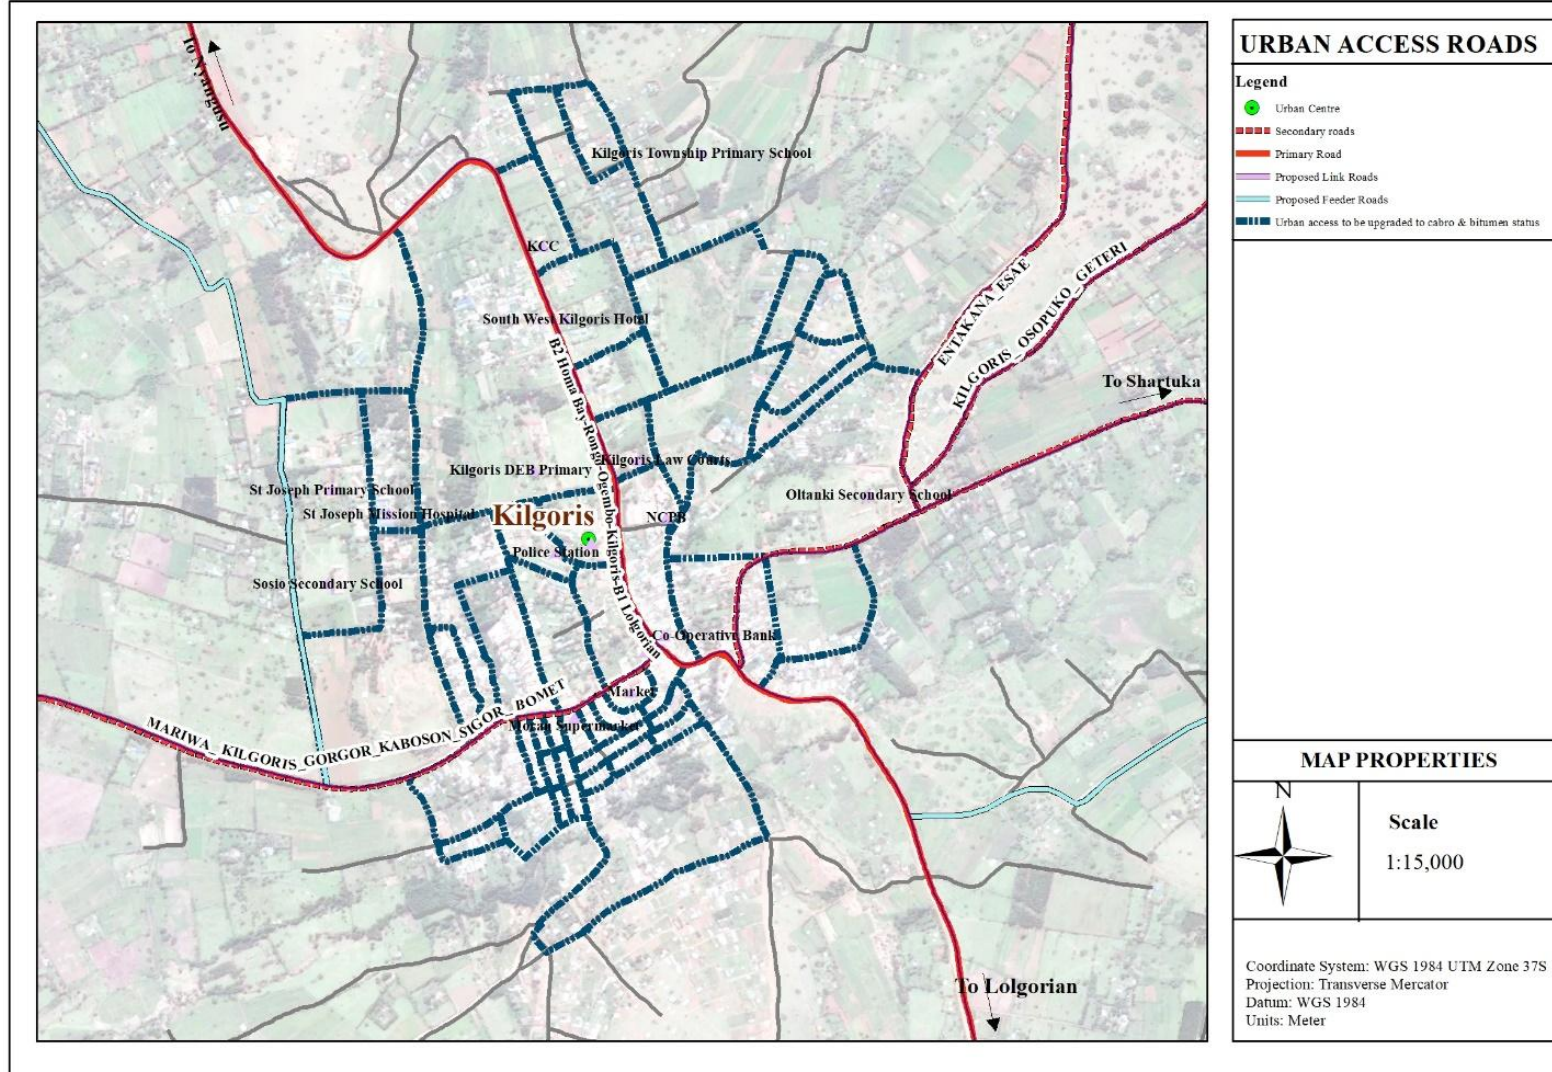 To Nyangusu
Kilgoris Township Primary School
KCC
South West Kilgoris Hotel
B2 Homa Bay-Rongo-Ogembo-Kilgoris-B1 Lolgorian
ENTAKANA_ESAE
KILGORIS_OSOPUKO_GETERI
To Shartuka
Kilgoris DEB Primary
Kilgoris Law Courts
St Joseph Primary School
Oltanki Secondary School
St Joseph Mission Hospital
Kilgoris
NCPB
Police Station
Sosio Secondary School
Co-Operative Bank
Market
MARIWA_KILGORIS_GORGOR_KABOSON_SIGOR_BOMET
Moran Supermarket
To Lolgorian
URBAN ACCESS ROADS
Legend
Urban Centre
Secondary roads
Primary Road
Proposed Link Roads
Proposed Feeder Roads
Urban access to be upgraded to cabro & bitumen status
MAP PROPERTIES
N
Scale
1:15,000
Coordinate System: WGS 1984 UTM Zone 37S
Projection: Transverse Mercator
Datum: WGS 1984
Units: Meter